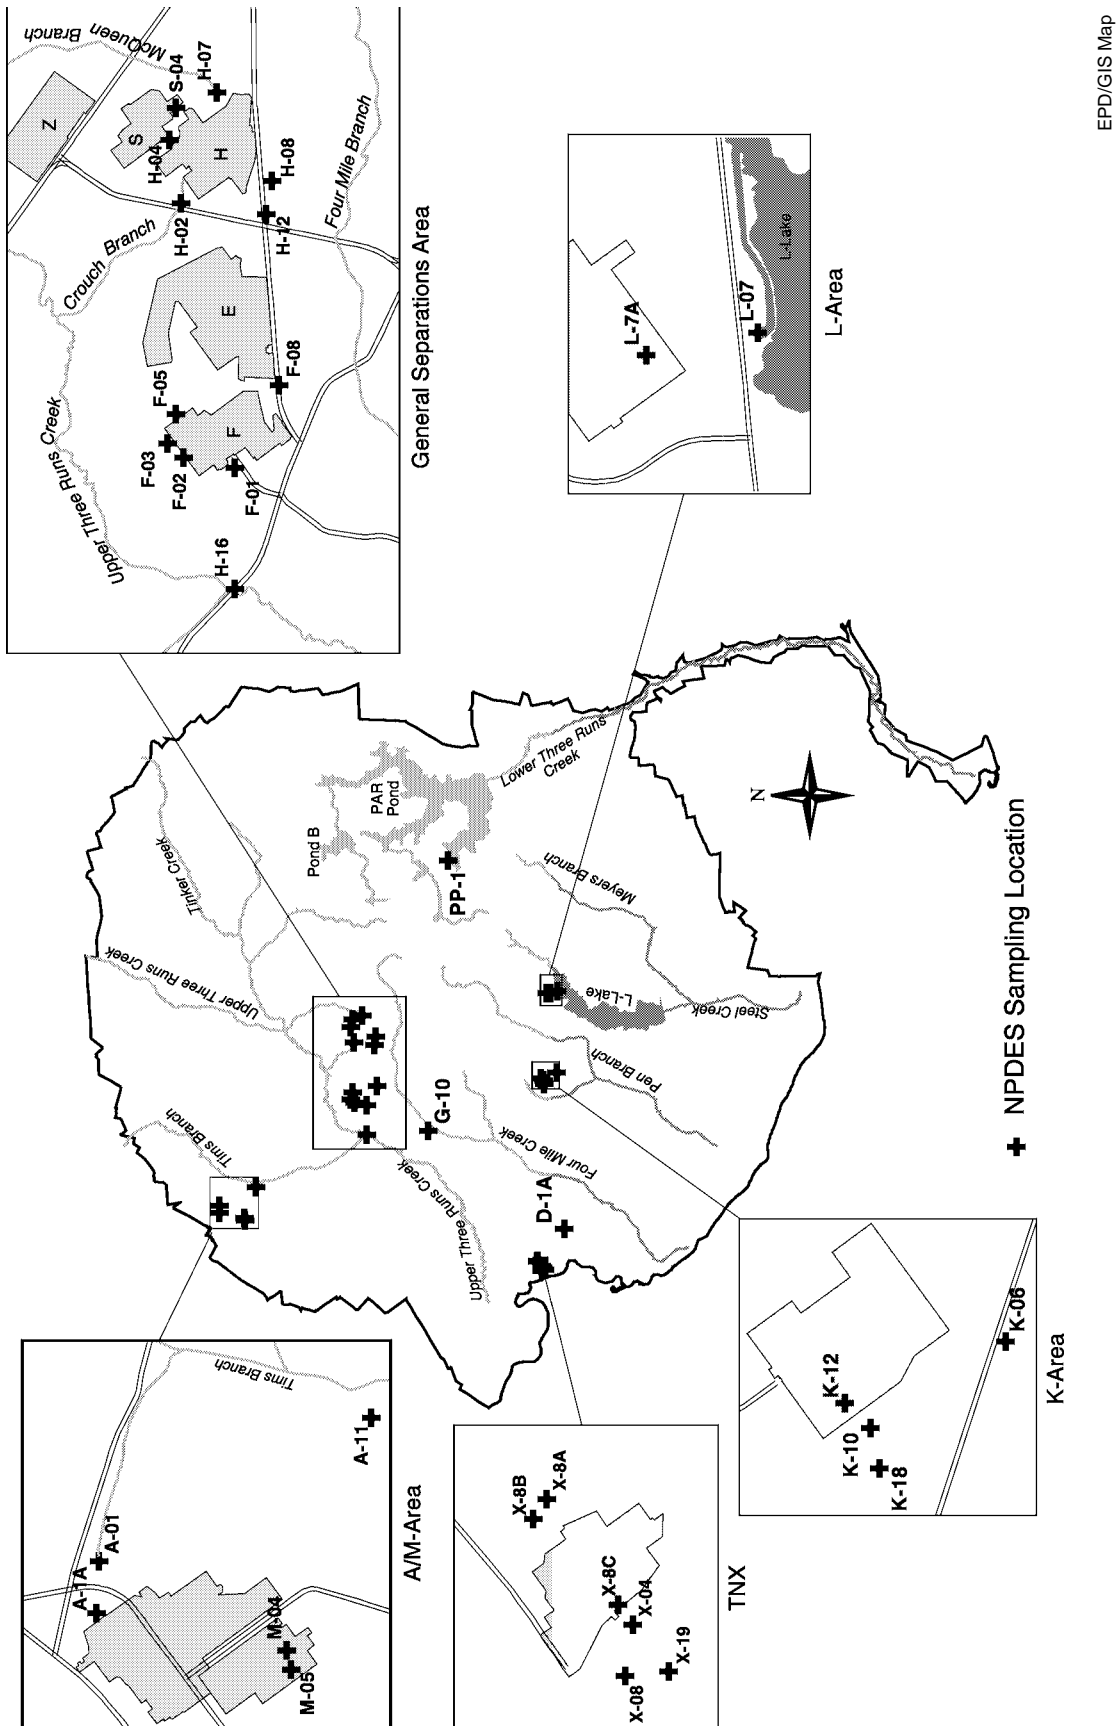 A-1A
A-01
M-04
M-05
A-11
Tims Branch
A/M-Area
X-8B
X-8A
X-8C
X-04
X-08
X-19
TNX
K-12
K-10
K-18
K-06
K-Area
Tims Branch
Upper Three Runs Creek
Tinker Creek
Upper Three Runs Creek
G-10
Four Mile Creek
D-1A
Pond B
PAR
Pond
PP-1
Lower Three Runs
Creek
Meyers Branch
L-Lake
Steel Creek
Pen Branch
N
NPDES Sampling Location
Z
S
McQueen
Branch
S-04
H-07
H-04
H
H-08
H-02
H-12
Crouch Branch
Four Mile Branch
E
F-08
F-05
F-03
F-02
F
F-01
Upper Three Runs Creek
H-16
General Separations Area
L-7A
L-07
L-Lake
L-Area
EPD/GIS Map